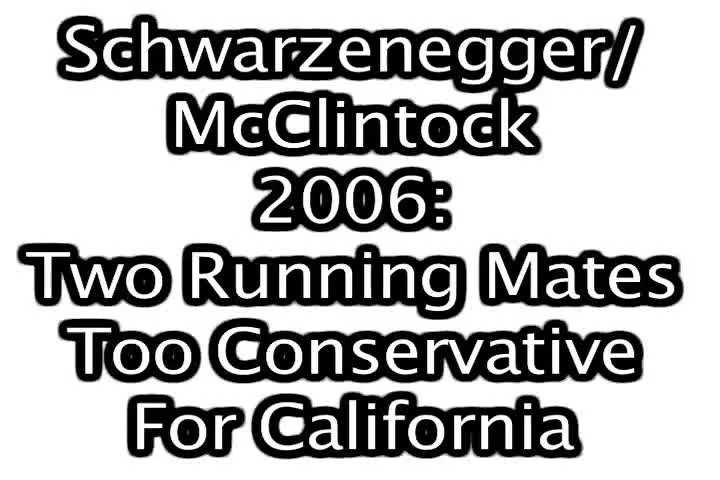 Schwarzenegger/
McClintock
2006:
Two Running Mates
Too Conservative
For California